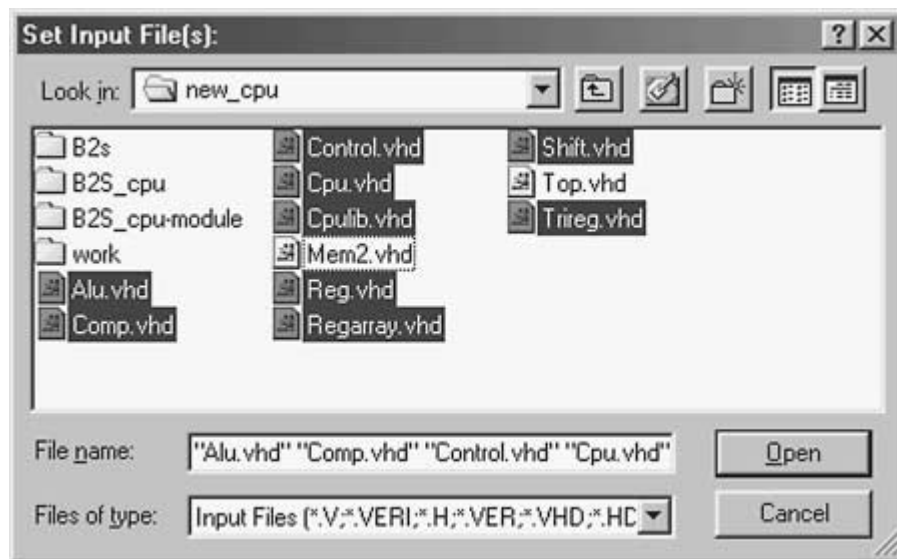 Set Input File(s):
Look in: new_cpu
B2s
B2S_cpu
B2S_cpu-module
work
Alu.vhd
Comp.vhd
Control.vhd
Cpu.vhd
Cpulib.vhd
Mem2.vhd
Reg.vhd
Regarray.vhd
Shift.vhd
Top.vhd
Trireg.vhd
File name: "Alu.vhd" "Comp.vhd" "Control.vhd" "Cpu.vhd"
Open
Files of type: Input Files (*.V;*.VERI;*.H;*.VER;*.VHD;*.HD
Cancel